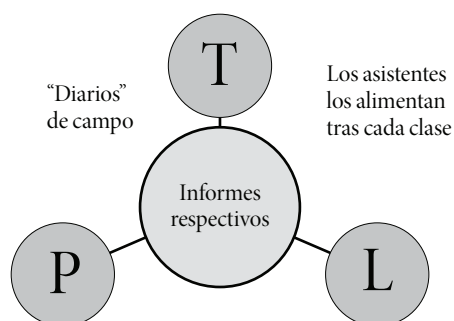 T
“Diarios”
de campo
Los asistentes
los alimentan
tras cada clase
Informes
respectivos
P
L